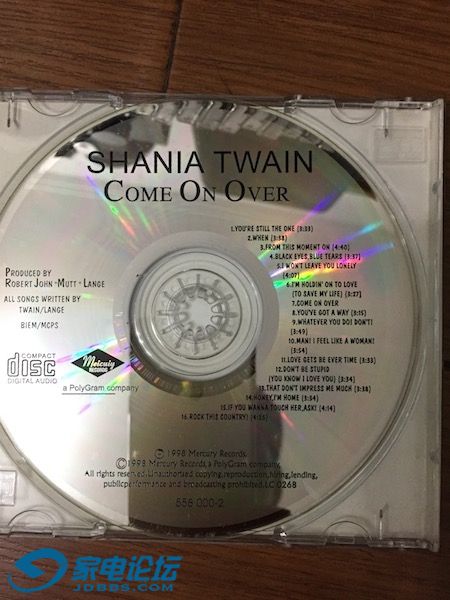 SHANIA TWAIN
COME ON OVER
1.YOU'RE STILL THE ONE (3:33)
2.WHEN (3:38)
3.FROM THIS MOMENT ON (4:40)
4.BLACK EYES,BLUE TEARS (3:37)
5.I WON'T LEAVE YOU LONELY
(4:07)
6.I'M HOLDIN' ON TO LOVE
(TO SAVE MY LIFE) (3:27)
7.COME ON OVER
8.YOU'VE GOT A WAY (3:15)
9.WHATEVER YOU DO! DON'T!
(3:49)
10.MAN! I FEEL LIKE A WOMAN!
(3:54)
11.LOVE GETS ME EVER TIME (3:33)
12.DON'T BE STUPID
(YOU KNOW I LOVE YOU) (3:34)
13.THAT DON'T IMPRESS ME MUCH (3:38)
14.HONEY,I'M HOME (3:34)
15.IF YOU WANNA TOUCH HER,ASK! (4:14)
16.ROCK THIS COUNTRY!
PRODUCED BY
ROBERT JOHN "MUTT" LANGE
ALL SONGS WRITTEN BY
TWAIN/LANGE
BIEM/MCPS
COMPACT
disc
DIGITAL AUDIO
Mercury
RECORDS
a PolyGram company
℗1998 Mercury Records.
©1998 Mercury Records,a PolyGram company.
All rights reserved.Unauthorised copying,reproduction,hiring,lending,
publicperformance and broadcasting prohibited.LC 0268
558 000-2
家电论坛
JDBBS.COM